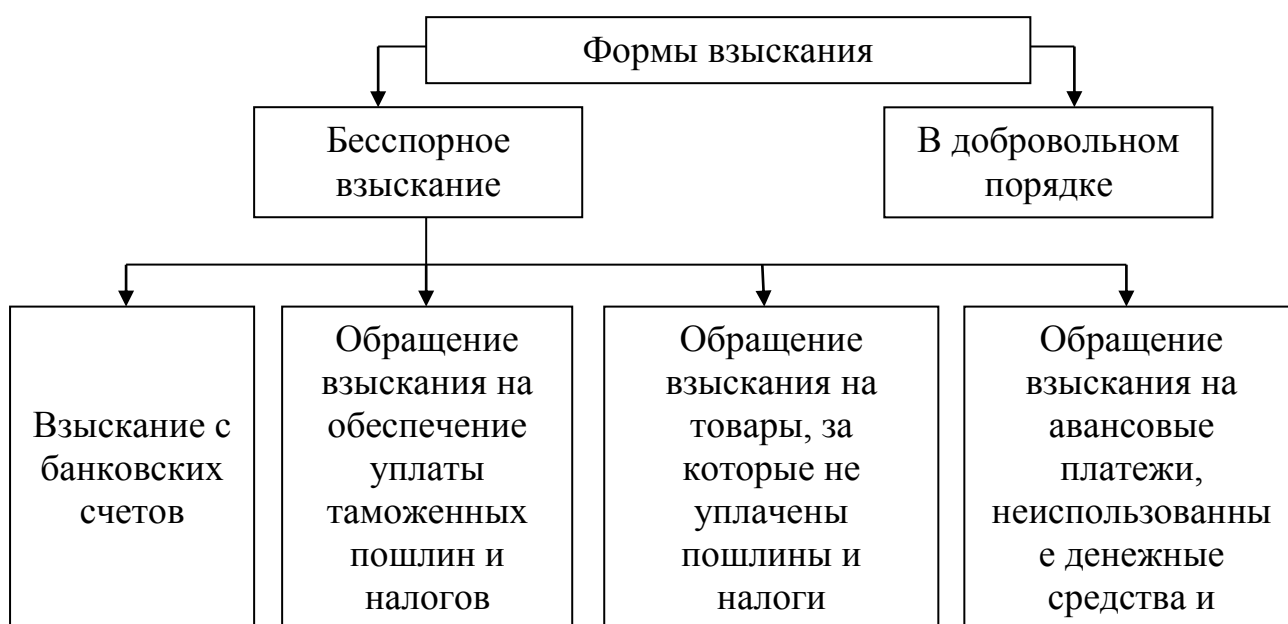 Формы взыскания
Бесспорное
взыскание
В добровольном
порядке
Взыскание с
банковских
счетов
Обращение
взыскания на
обеспечение
уплаты
таможенных
пошлин и
налогов
Обращение
взыскания на
товары, за
которые не
уплачены
пошлины и
налоги
Обращение
взыскания на
авансовые
платежи,
неиспользованны
е денежные
средства и